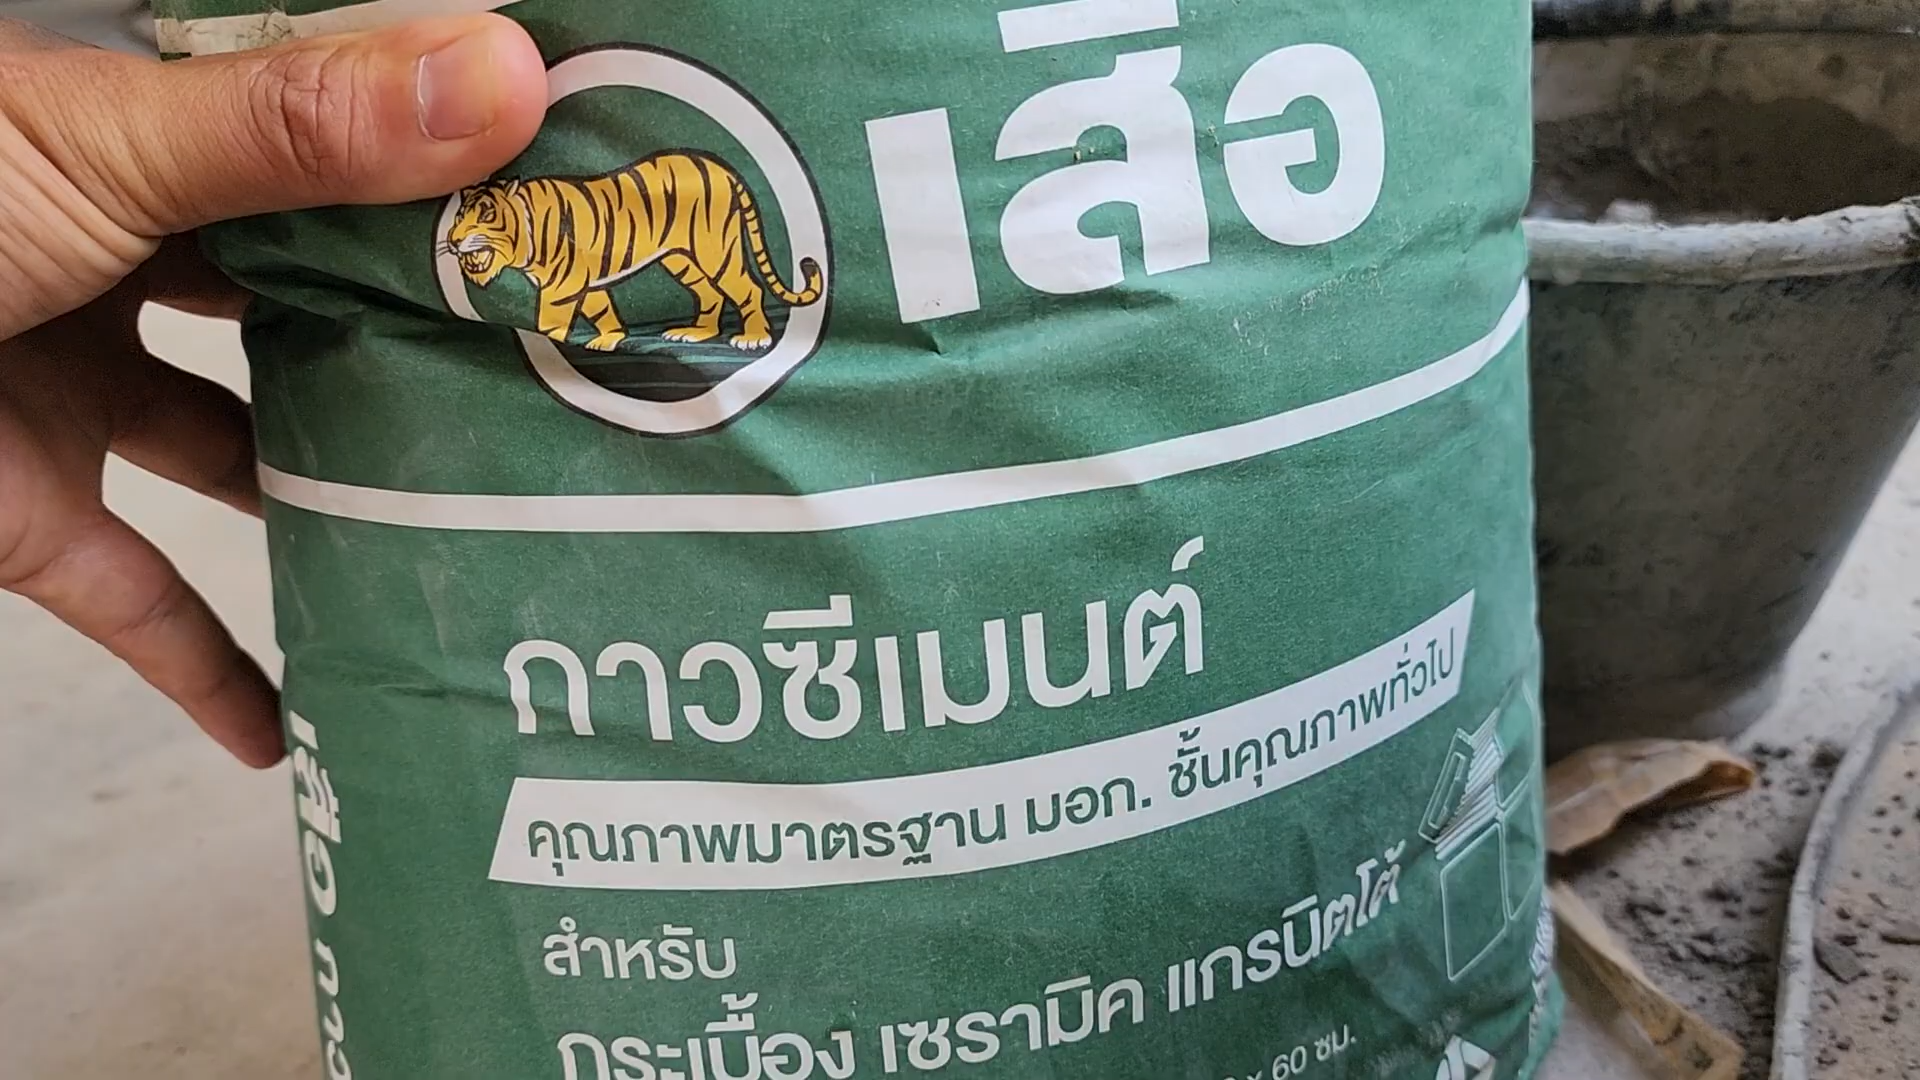 เสือ
กาวซีเมนต์
คุณภาพมาตรฐาน มอก. ชั้นคุณภาพทั่วไป
สำหรับ
กระเบื้อง เซรามิค แกรนิตโต้
60 ซม.